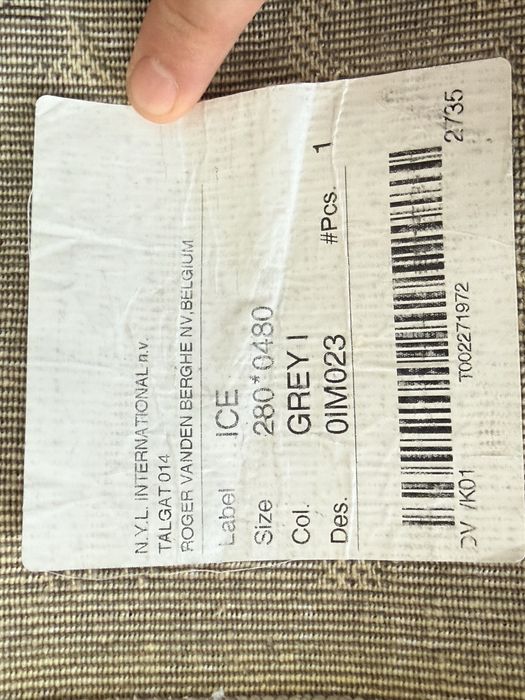 N.Y.L. INTERNATIONAL n.v.
TALGAT 014
ROGER VANDEN BERGHE NV, BELGIUM
Label ICE
Size 280*0480
Col. GREY I
Des. 0IM023 #Pcs. 1
/K01 T002271972 2735